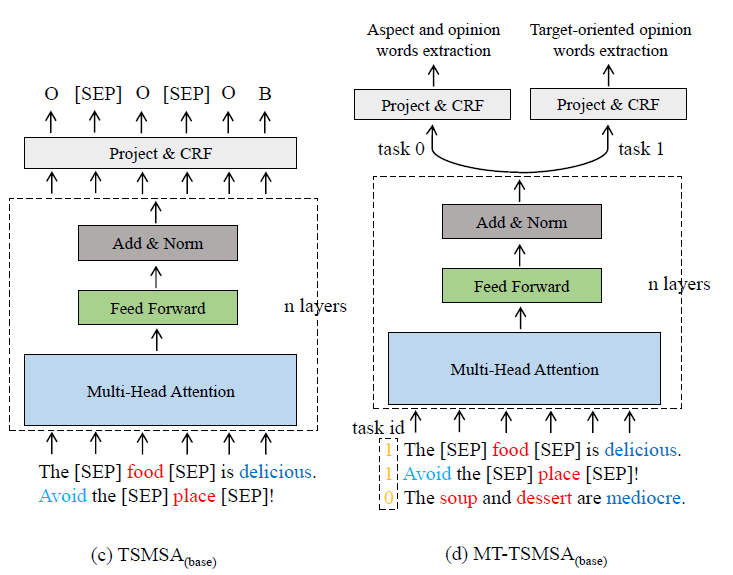 O [SEP] O [SEP] O B
Project & CRF
Add & Norm
Feed Forward
n layers
Multi-Head Attention
The [SEP] food [SEP] is delicious.
Avoid the [SEP] place [SEP]!
(c) TSMSA(base)
Aspect and opinion
words extraction
Target-oriented opinion
words extraction
Project & CRF
Project & CRF
task 0
task 1
Add & Norm
Feed Forward
n layers
Multi-Head Attention
task id
1 The [SEP] food [SEP] is delicious.
1 Avoid the [SEP] place [SEP]!
0 The soup and dessert are mediocre.
(d) MT-TSMSA(base)